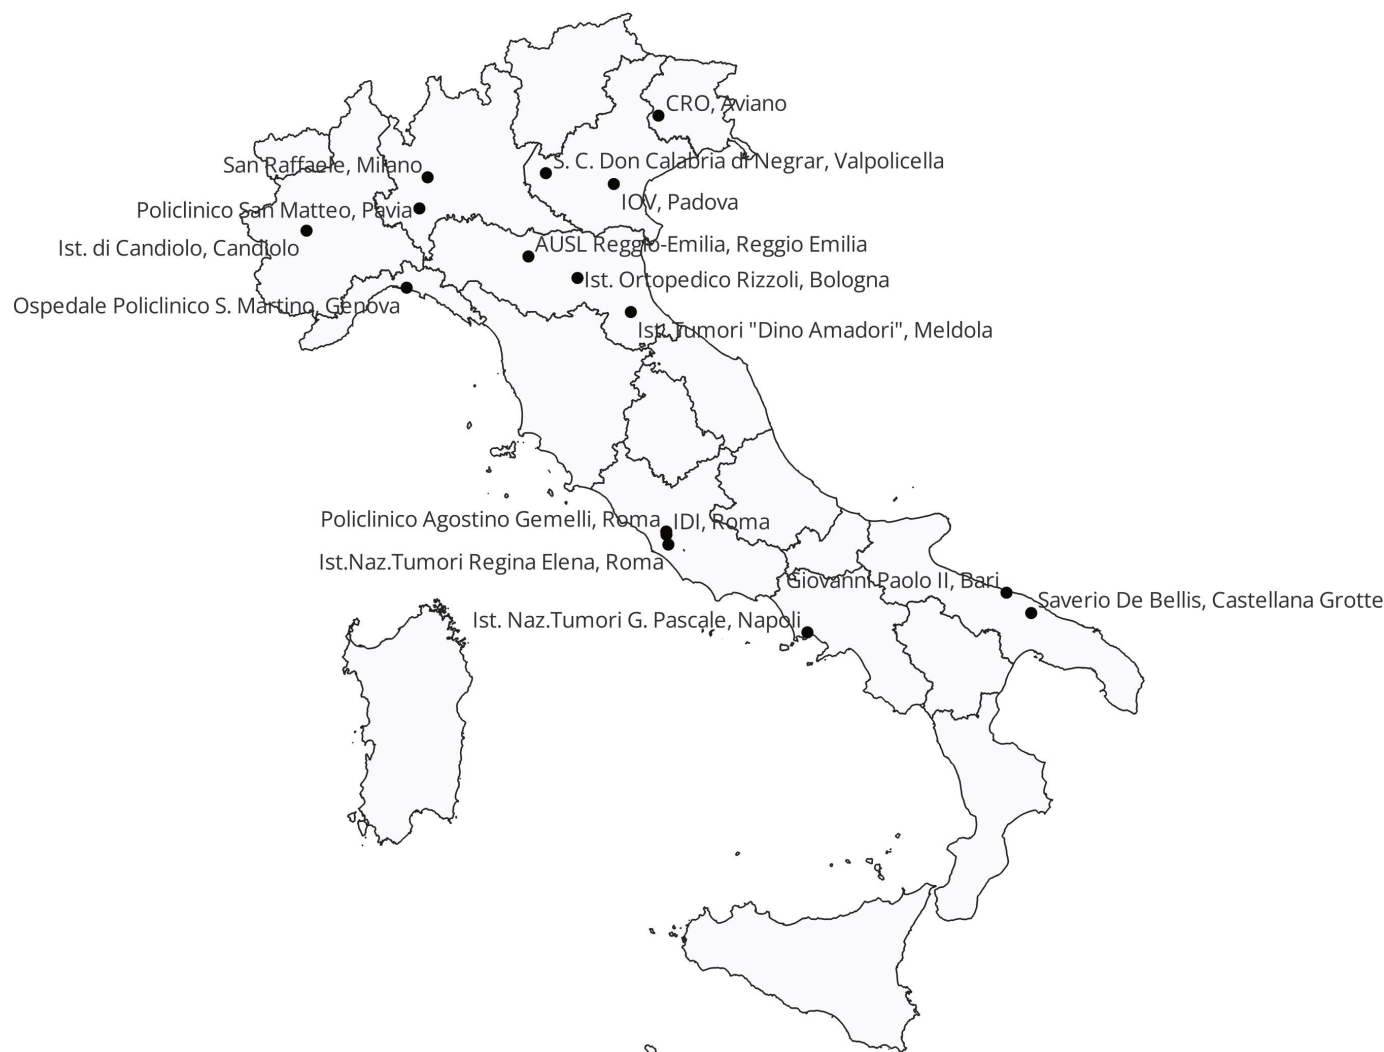 CRO, Aviano
San Raffaele, Milano
S. C. Don Calabria di Negrar, Valpolicella
IOV, Padova
Policlinico San Matteo, Pavia
Ist. di Candiolo, Candiolo
AUSL Reggio-Emilia, Reggio Emilia
Ist. Ortopedico Rizzoli, Bologna
Ospedale Policlinico S. Martino, Genova
Ist. Tumori "Dino Amadori", Meldola
Policlinico Agostino Gemelli, Roma
IDI, Roma
Ist.Naz.Tumori Regina Elena, Roma
Giovanni Paolo II, Bari
Saverio De Bellis, Castellana Grotte
Ist. Naz.Tumori G. Pascale, Napoli